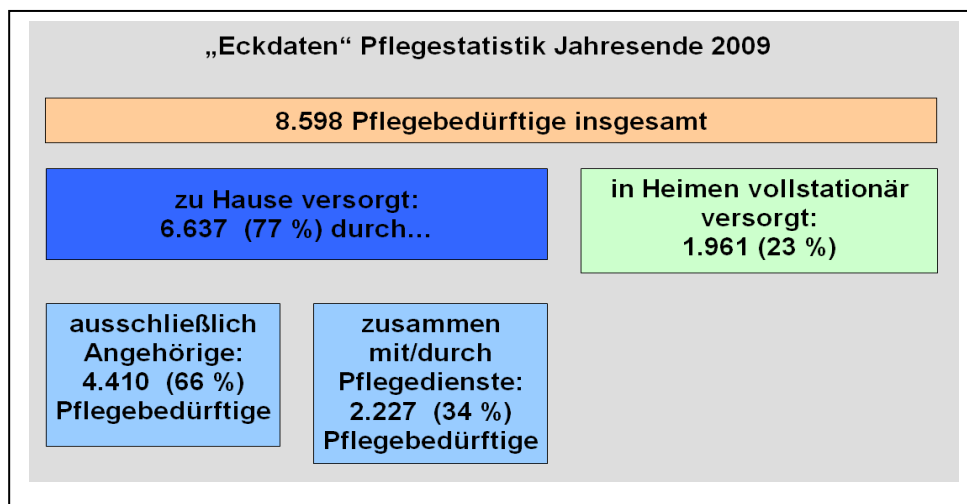 „Eckdaten“ Pflegestatistik Jahresende 2009
8.598 Pflegebedürftige insgesamt
zu Hause versorgt:
6.637 (77 %) durch...
in Heimen vollstationär
versorgt:
1.961 (23 %)
ausschließlich
Angehörige:
4.410 (66 %)
Pflegebedürftige
zusammen
mit/durch
Pflegedienste:
2.227 (34 %)
Pflegebedürftige